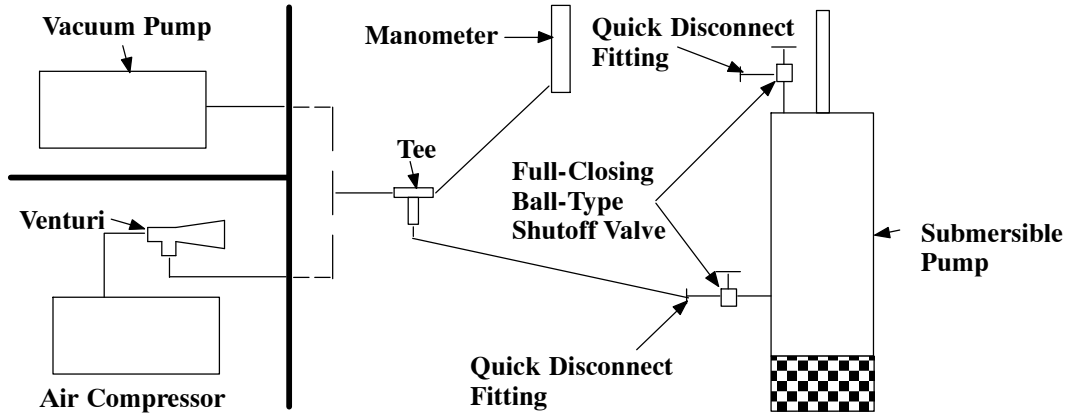 Vacuum Pump
Manometer
Quick Disconnect
Fitting
Tee
Full-Closing
Ball-Type
Shutoff Valve
Venturi
Submersible
Pump
Quick Disconnect
Fitting
Air Compressor